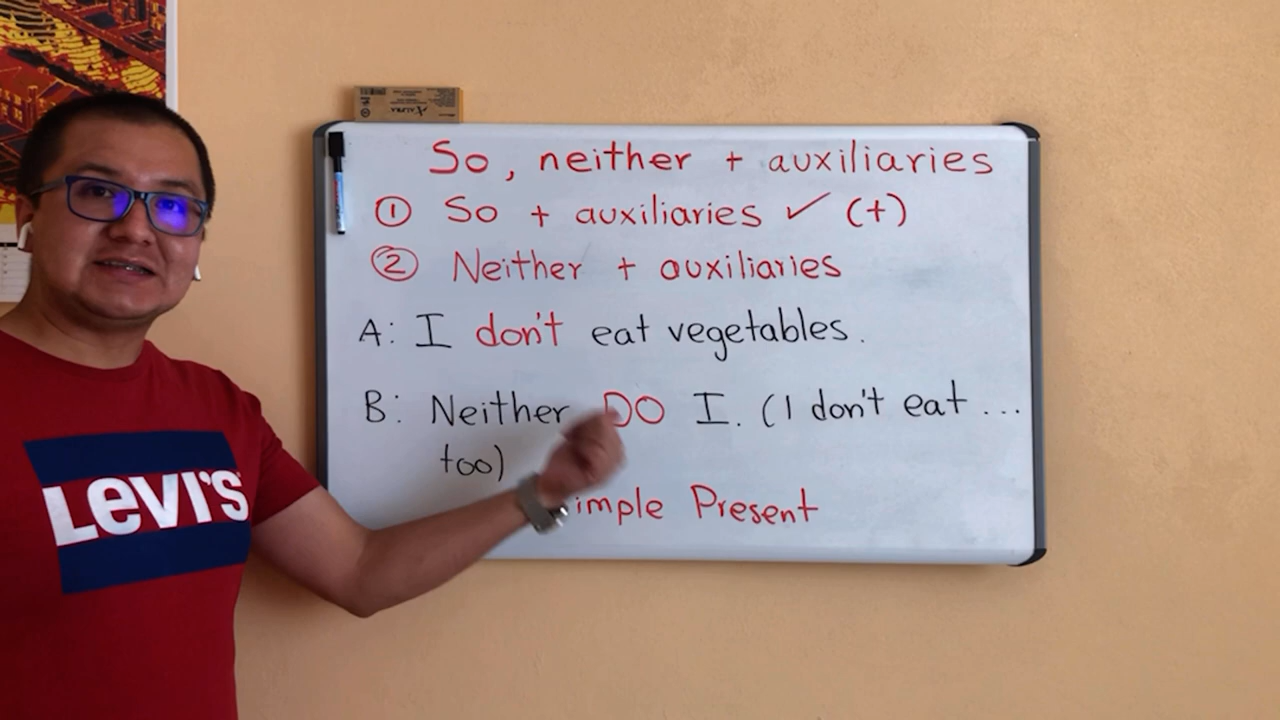 So, neither + auxiliaries
① So + auxiliaries ✓ (+)
② Neither + auxiliaries
A: I don't eat vegetables.
B: Neither DO I. (I don't eat ...
too)
imple Present
LEVI'S